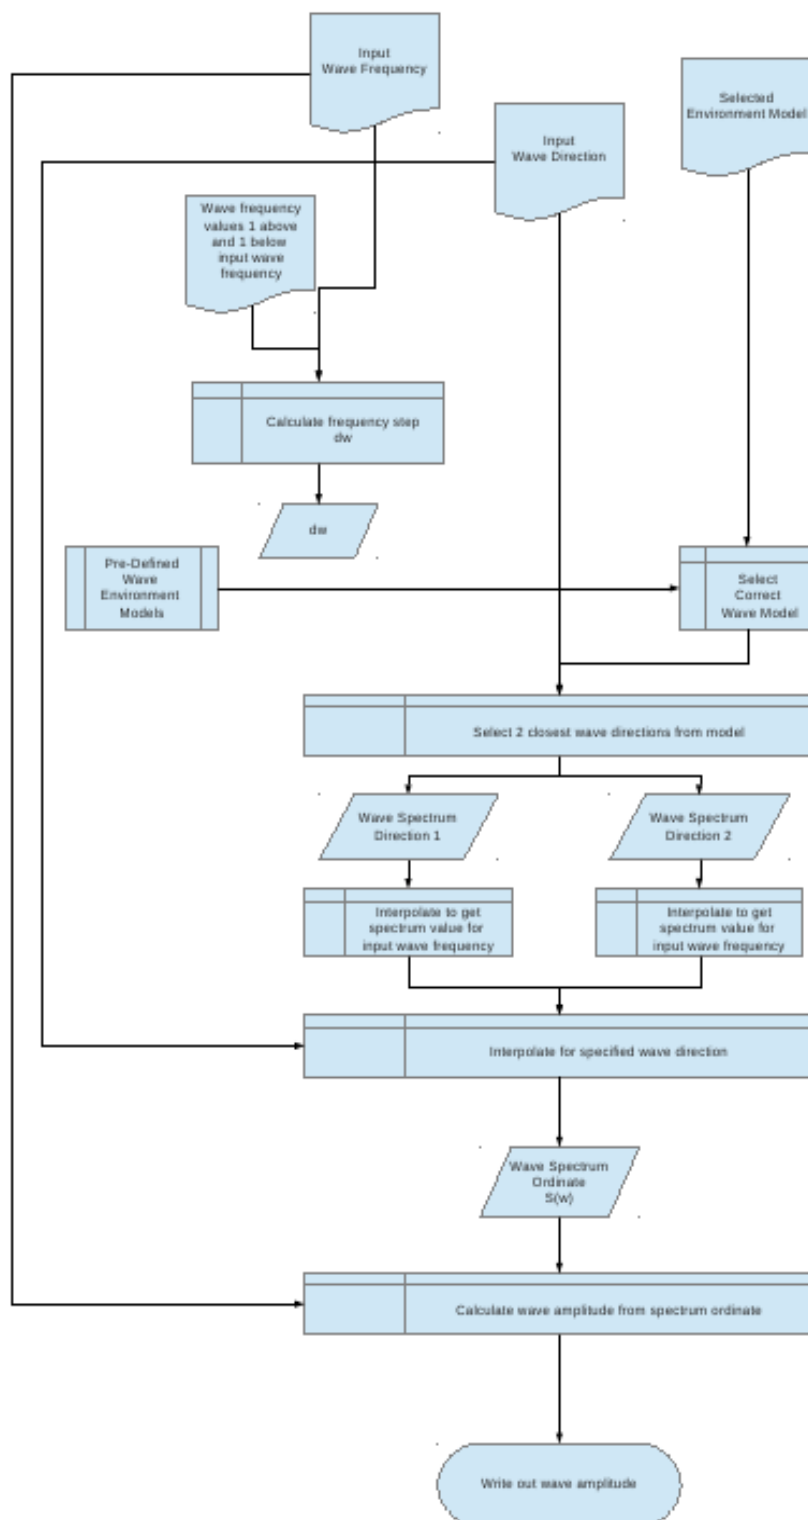 Input
Wave Frequency
Selected
Environment Model
Input
Wave Direction
Wave frequency
values 1 above
and 1 below
input wave
frequency
Calculate frequency step
dw
dw
Pre-Defined
Wave
Environment
Models
Select
Correct
Wave Model
Select 2 closest wave directions from model
Wave Spectrum
Direction 1
Wave Spectrum
Direction 2
Interpolate to get
spectrum value for
input wave frequency
Interpolate to get
spectrum value for
input wave frequency
Interpolate for specified wave direction
Wave Spectrum
Ordinate
S(w)
Calculate wave amplitude from spectrum ordinate
Write out wave amplitude